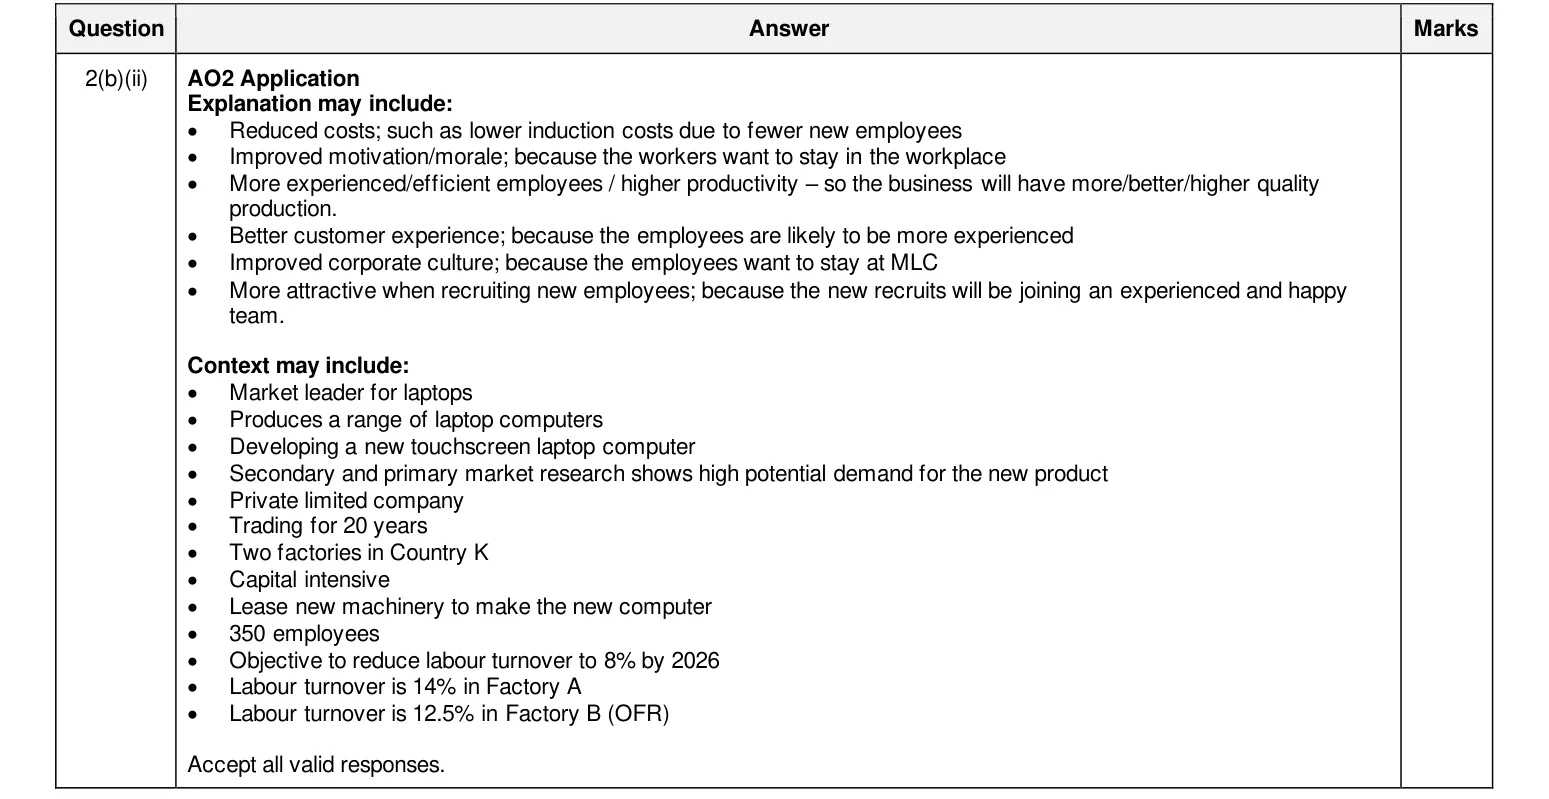 Question Answer Marks
2(b)(ii) AO2 Application
Explanation may include:
• Reduced costs; such as lower induction costs due to fewer new employees
• Improved motivation/morale; because the workers want to stay in the workplace
• More experienced/efficient employees / higher productivity – so the business will have more/better/higher quality
production.
• Better customer experience; because the employees are likely to be more experienced
• Improved corporate culture; because the employees want to stay at MLC
• More attractive when recruiting new employees; because the new recruits will be joining an experienced and happy
team.
Context may include:
• Market leader for laptops
• Produces a range of laptop computers
• Developing a new touchscreen laptop computer
• Secondary and primary market research shows high potential demand for the new product
• Private limited company
• Trading for 20 years
• Two factories in Country K
• Capital intensive
• Lease new machinery to make the new computer
• 350 employees
• Objective to reduce labour turnover to 8% by 2026
• Labour turnover is 14% in Factory A
• Labour turnover is 12.5% in Factory B (OFR)
Accept all valid responses.